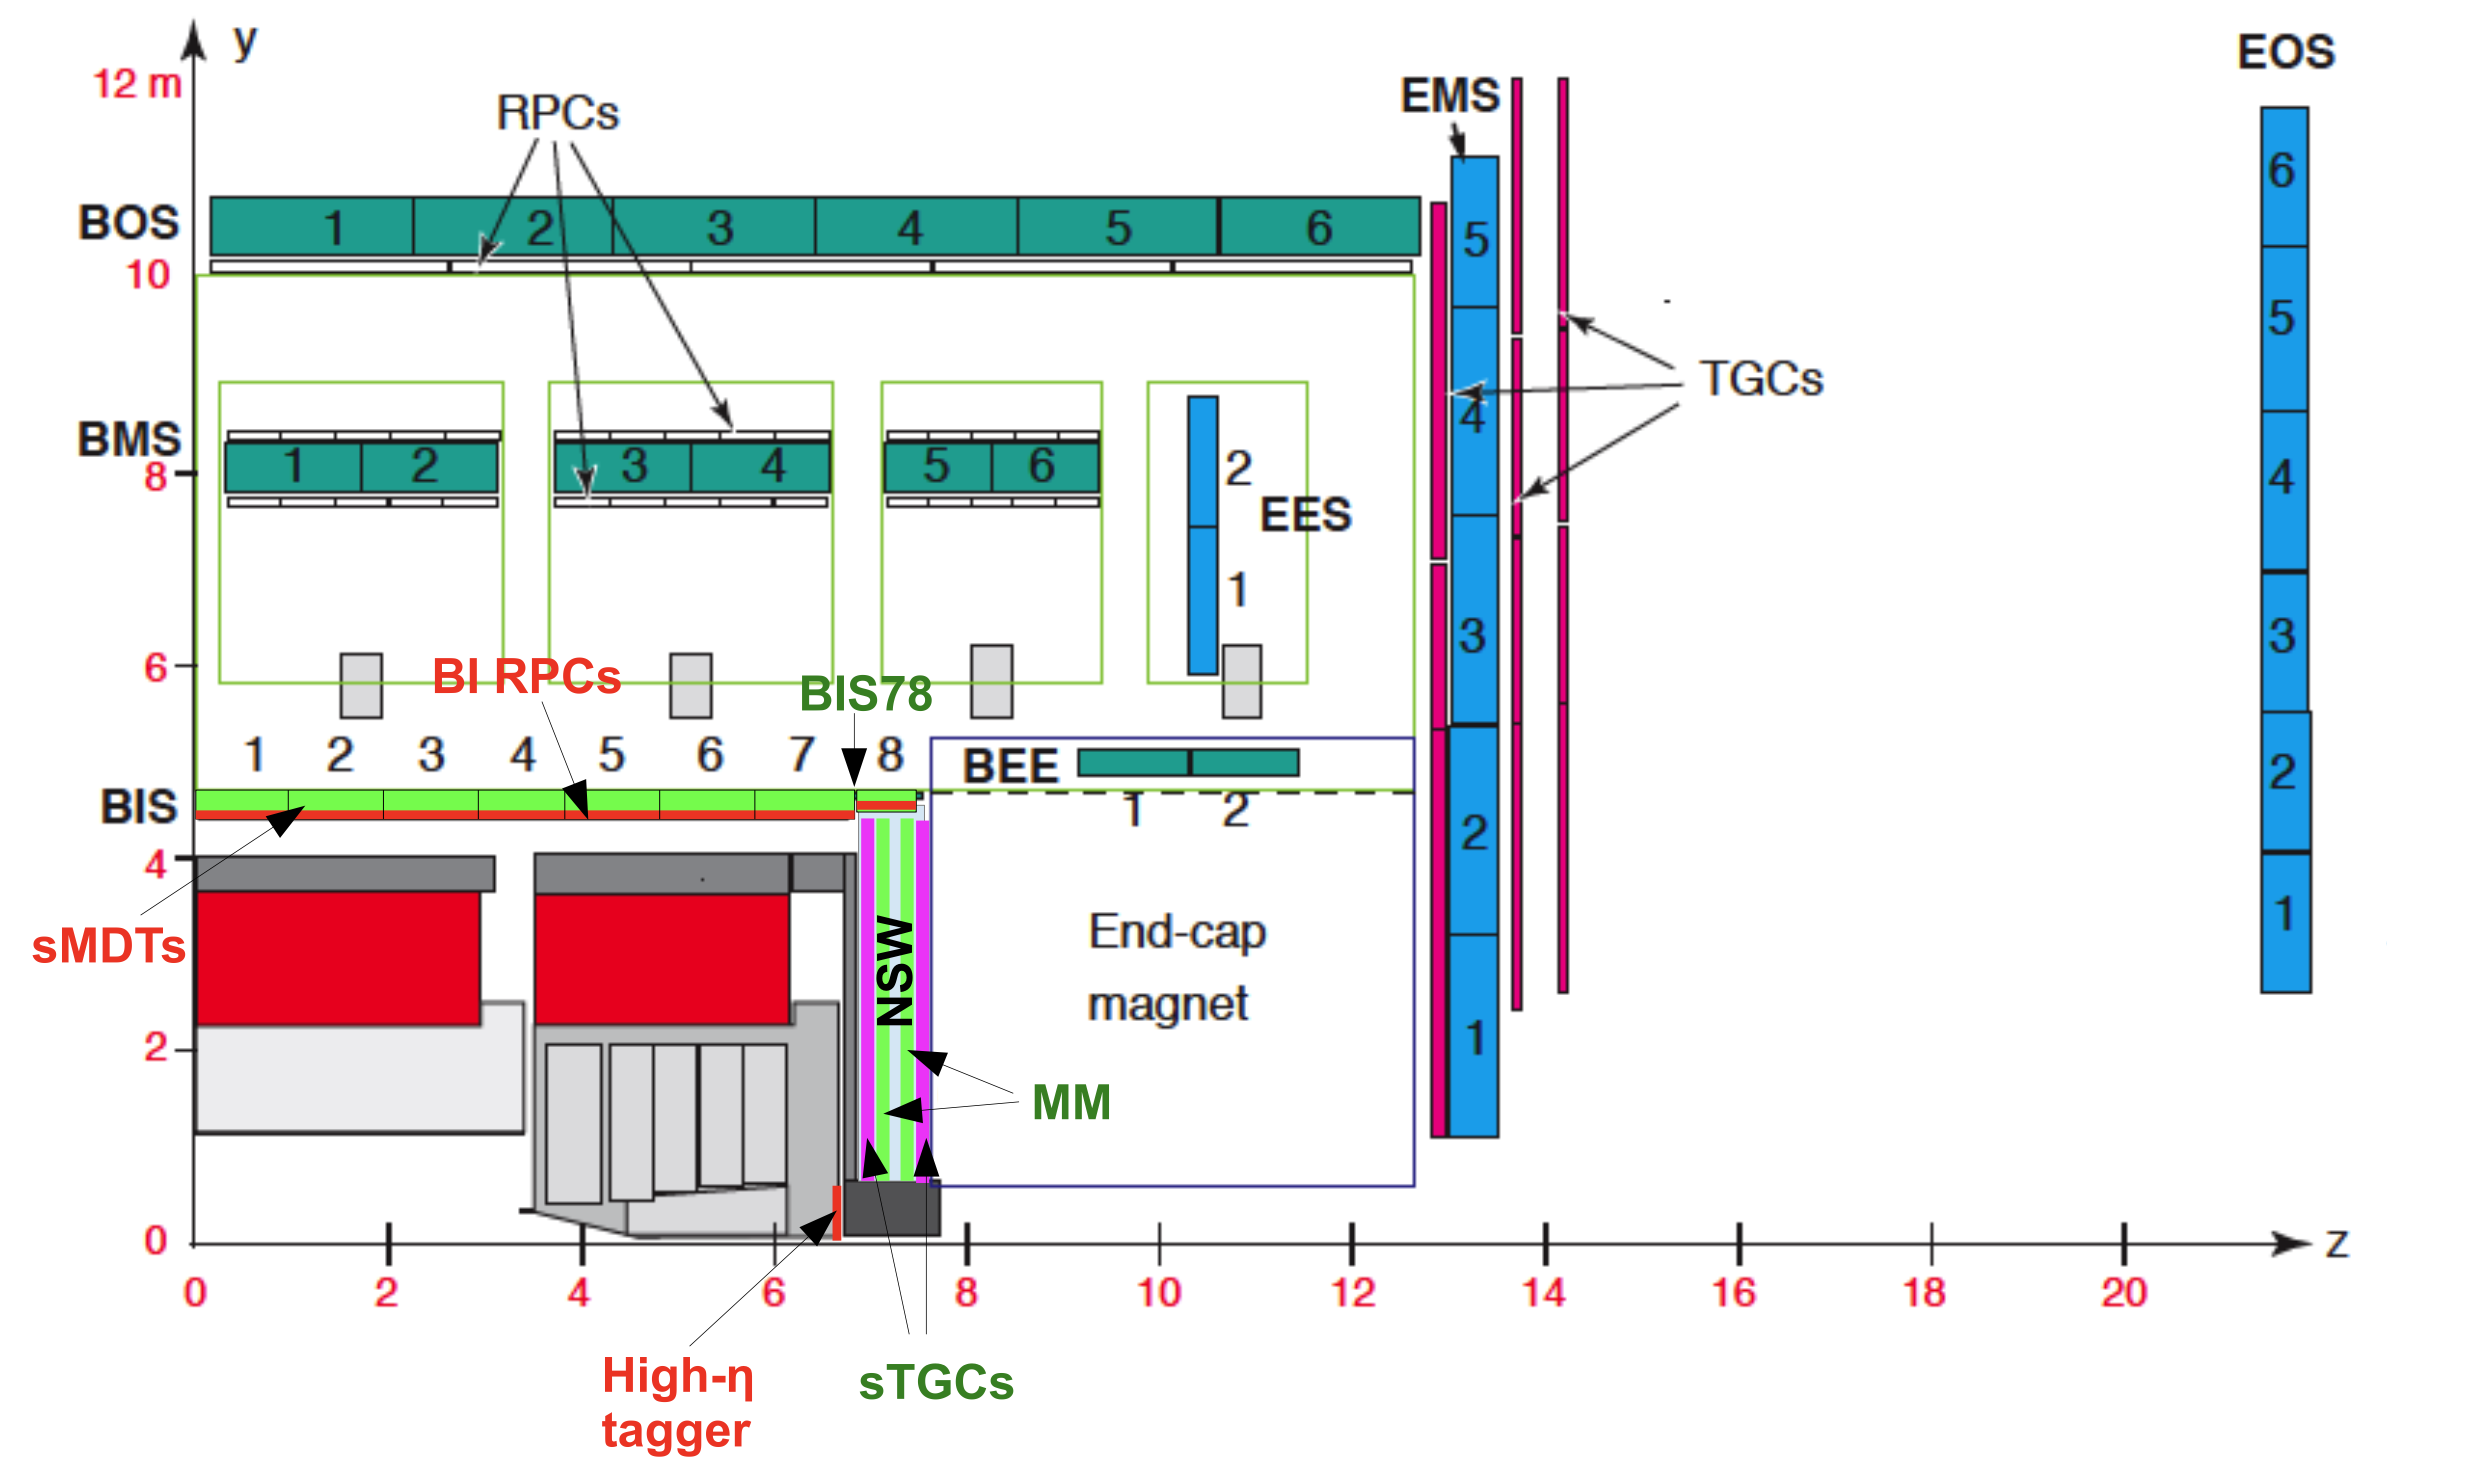 y
12 m
EOS
EMS
RPCs
6
BOS
1 2 3 4 5 6
5
10
5
TGCs
4
BMS
1 2
3 4
5 6
2
EES
4
8
1
3
3
6
BI RPCs
BIS78
1 2 3 4 5 6 7 8
BEE
1 2
2
2
BIS
4
sMDTs
NSW
End-cap
magnet
1
1
2
MM
0
z
0 2 4 6 8 10 12 14 16 18 20
High-η
tagger
sTGCs